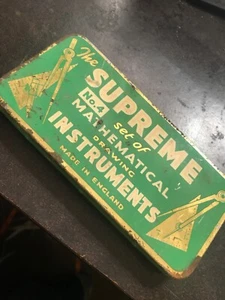 The
SUPREME
No.4 set of
MATHEMATICAL
DRAWING
INSTRUMENTS
MADE IN ENGLAND